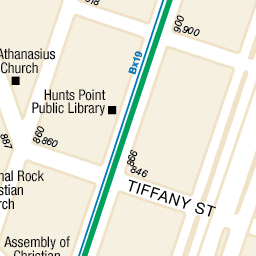 900
900
Athanasius
Church
Bx19
Hunts Point
Public Library
887
860
860
866
846
nal Rock
stian
rch
TIFFANY ST
Assembly of
Christian